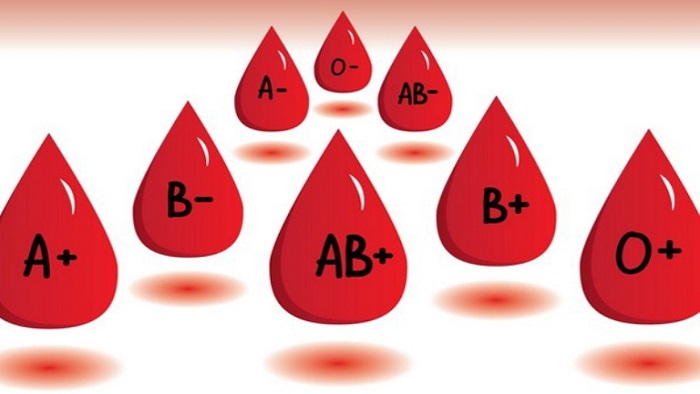 O-
A-
AB-
B-
B+
A+
AB+
O+